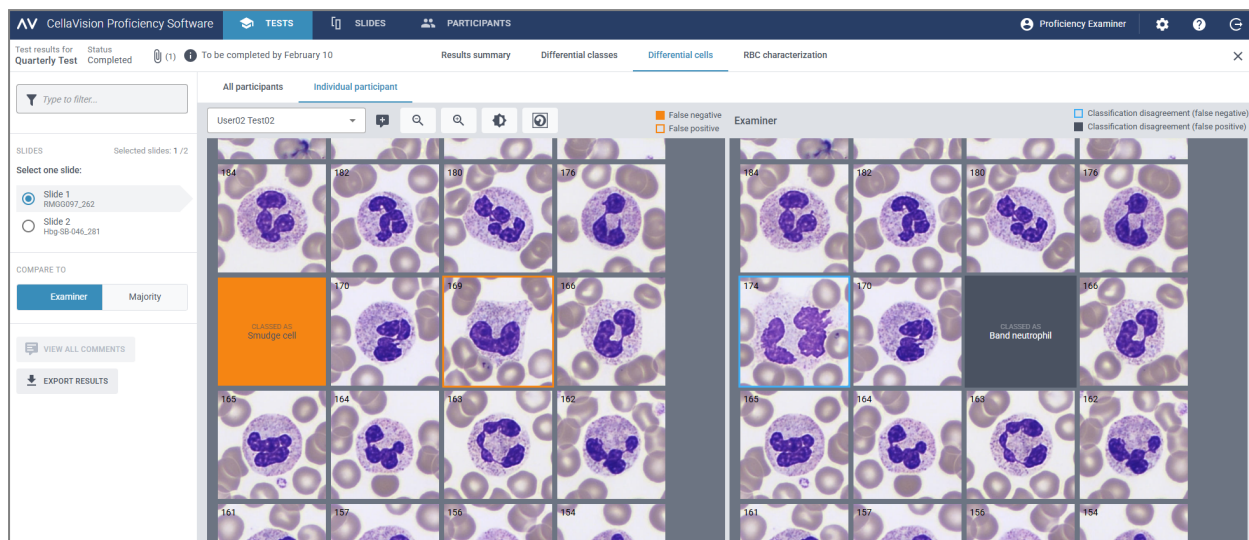 CellaVision Proficiency Software
TESTS
SLIDES
PARTICIPANTS
Proficiency Examiner
Test results for
Quarterly Test
Status
Completed
(1)
To be completed by February 10
Results summary
Differential classes
Differential cells
RBC characterization
Type to filter...
All participants
Individual participant
User02 Test02
False negative
False positive
Examiner
Classification disagreement (false negative)
Classification disagreement (false positive)
SLIDES
Selected slides: 1 /2
Select one slide:
Slide 1
RMGG097_262
Slide 2
Hbg-SB-046_281
COMPARE TO
Examiner
Majority
VIEW ALL COMMENTS
EXPORT RESULTS
184
182
180
176
184
182
180
176
CLASSED AS
Smudge cell
170
169
166
174
170
CLASSED AS
Band neutrophil
166
165
164
163
162
165
164
163
162
161
157
156
154
161
157
156
154